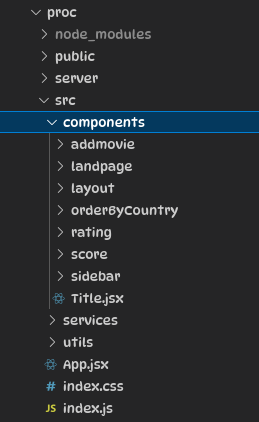 proc
node_modules
public
server
src
components
addmovie
landpage
layout
orderByCountry
rating
score
sidebar
Title.jsx
services
utils
App.jsx
# index.css
JS index.js